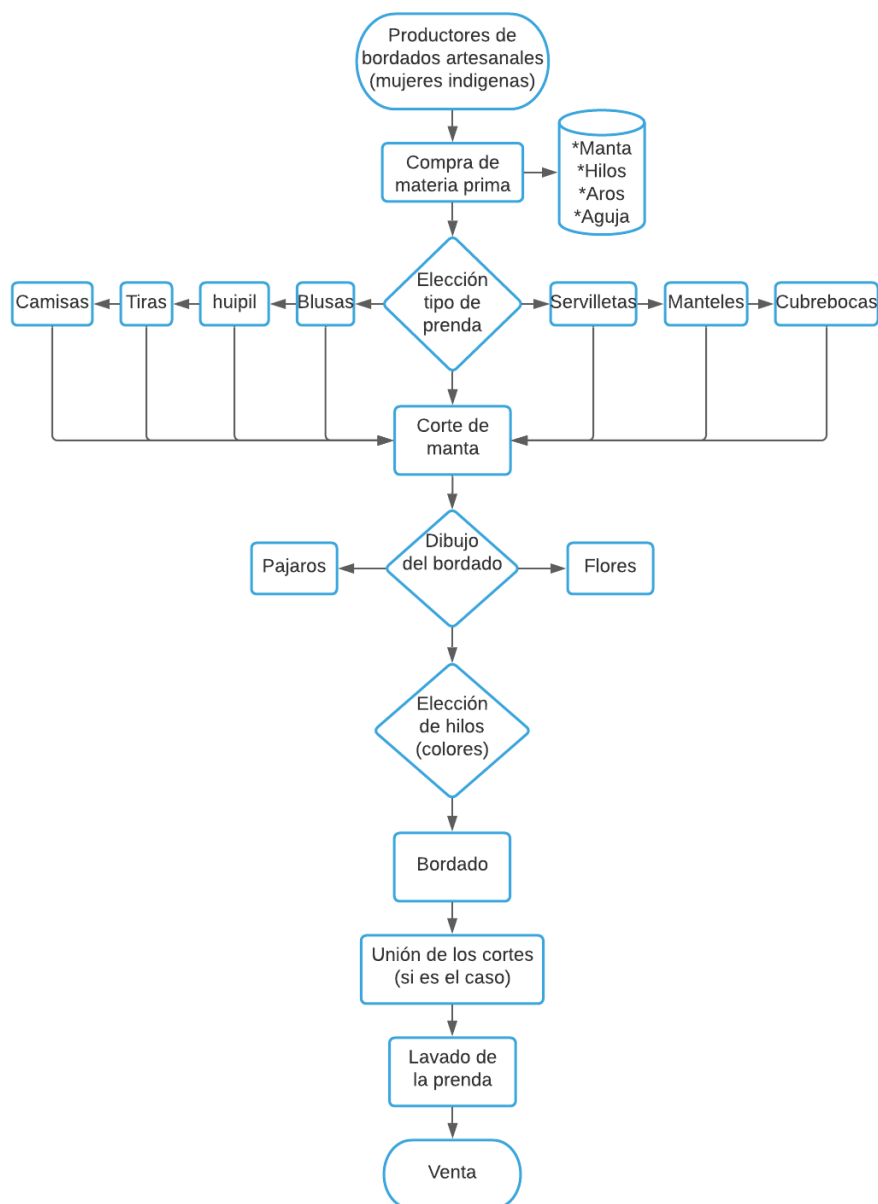 Productores de
bordados artesanales
(mujeres indigenas)
Compra de
materia prima
*Manta
*Hilos
*Aros
*Aguja
Elección
tipo de
prenda
Camisas
Tiras
huipil
Blusas
Servilletas
Manteles
Cubrebocas
Corte de
manta
Dibujo
del bordado
Pajaros
Flores
Elección
de hilos
(colores)
Bordado
Unión de los cortes
(si es el caso)
Lavado de
la prenda
Venta